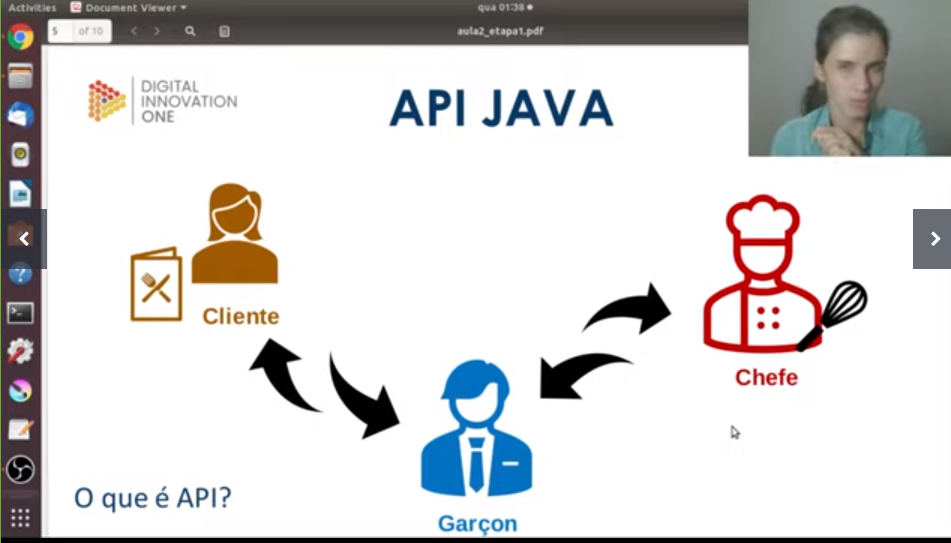 Activities
Document Viewer
qua 01:38
5
of 10
aula2_etapa1.pdf
DIGITAL
INNOVATION
ONE
API JAVA
Cliente
Chefe
Garçon
O que é API?